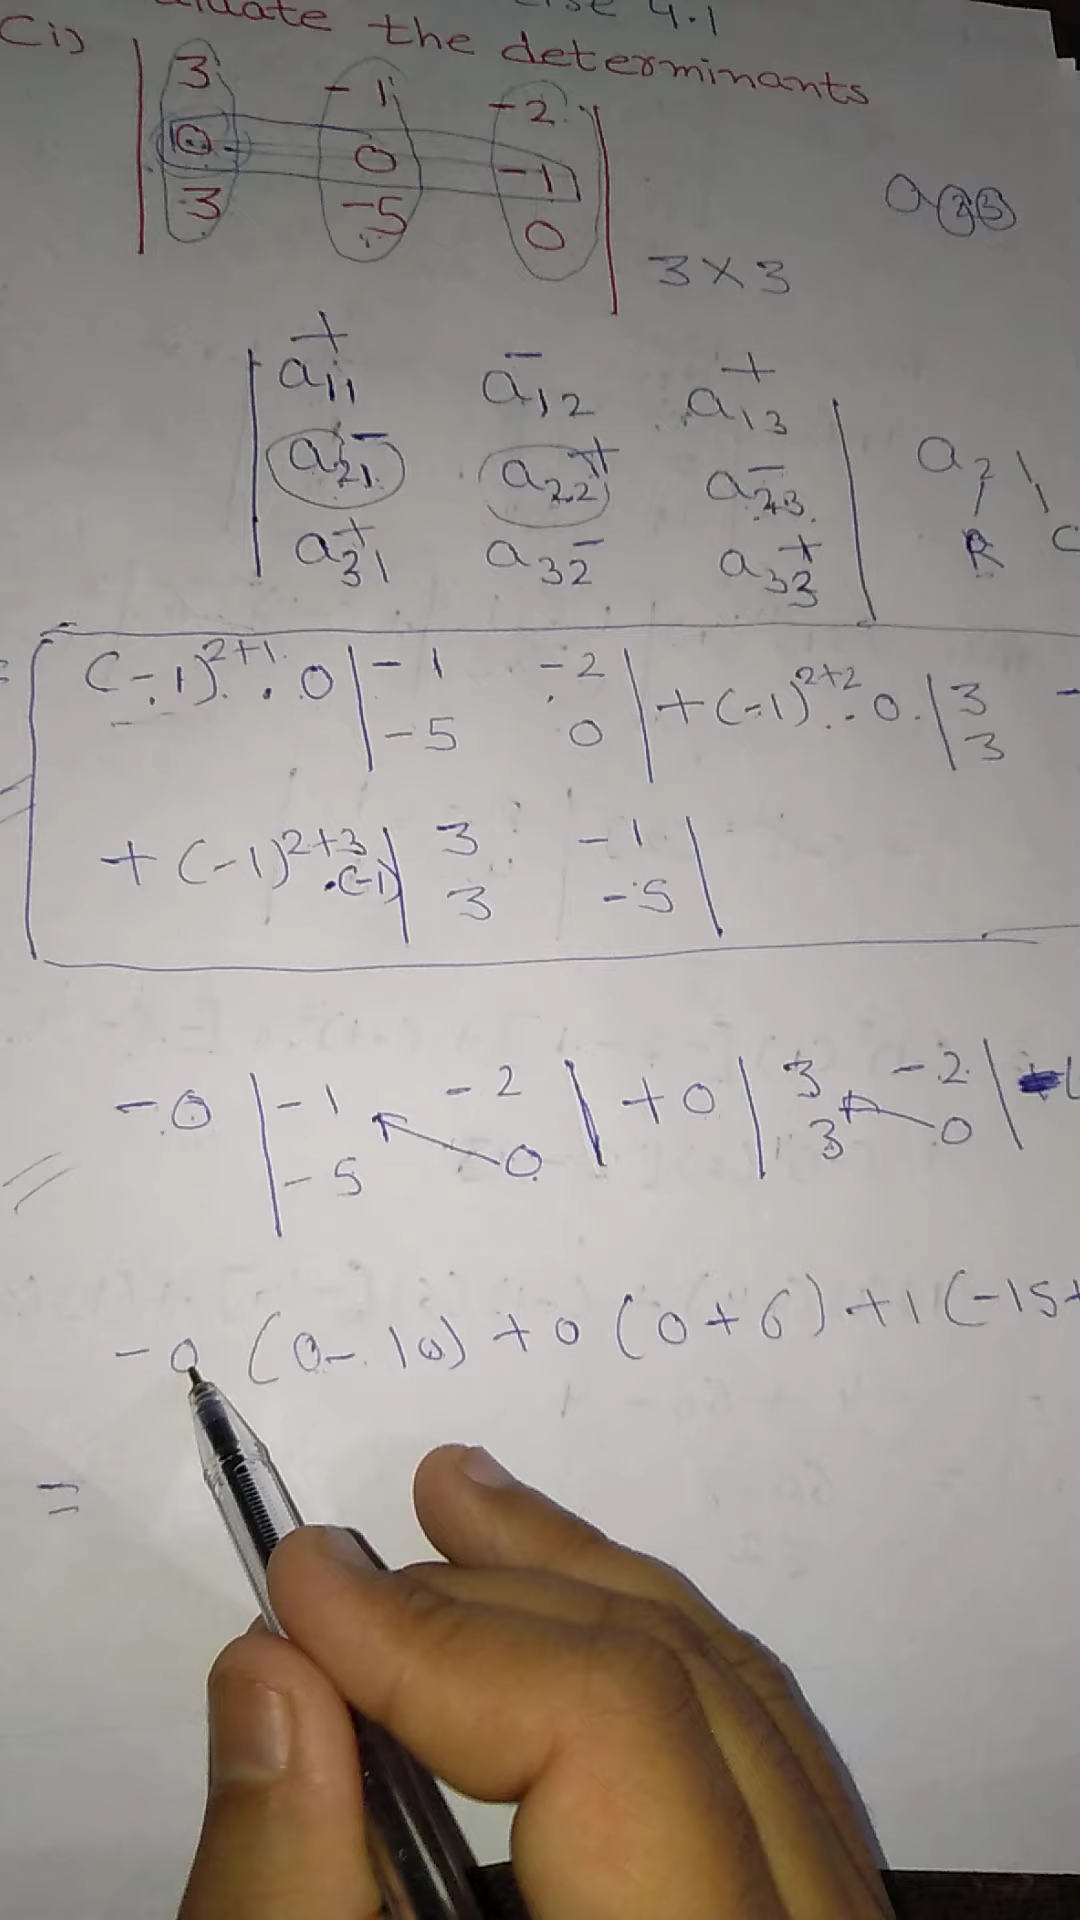 4.1
the determinants
(i) | 3 -1 -2 |
| 0 0 -1 |
| 3 -5 0 | 3×3
a23
| a11+ a12- a13+ |
| a21- a22+ a23- | a21
| a31+ a32- a33+ | R C
(-1)^2+1 . 0 | -1 -2 | + (-1)^2+2 . 0 . | 3 -
| -5 0 | | 3
+ (-1)^2+3 . (-1) | 3 -1 |
| 3 -5 |
-0 | -1 -2 | + 0 | 3 -2 |
| -5 0 | | 3 0 |
-0 (0-10) + 0 (0+6) + 1 (-15+
=